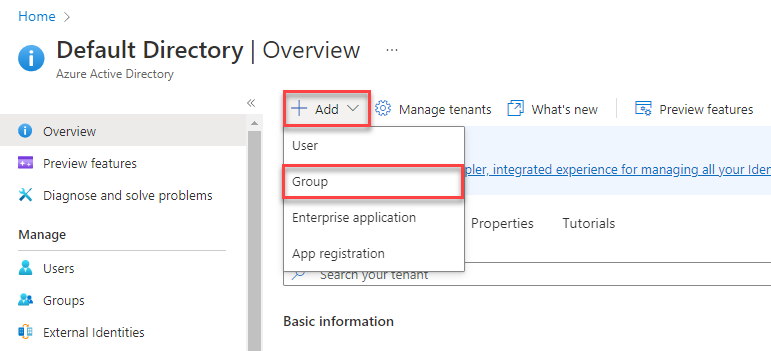 Home
Default Directory | Overview ...
Azure Active Directory
Add
Manage tenants
What's new
Preview features
Overview
Preview features
Diagnose and solve problems
Manage
Users
Groups
External Identities
User
Group
Enterprise application
App registration
pler, integrated experience for managing all your Iden
Properties
Tutorials
Search your tenant
Basic information